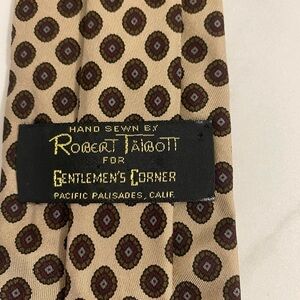 HAND SEWN BY
ROBERT TALBOTT
FOR
GENTLEMEN'S CORNER
PACIFIC PALISADES, CALIF.